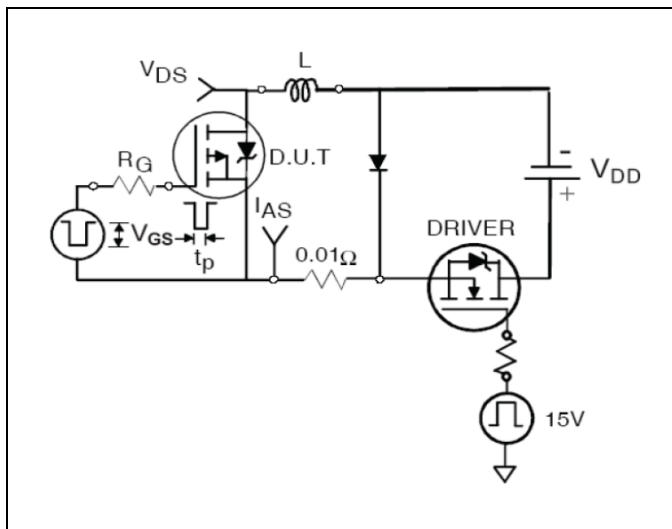 L
VDS
RG
D.U.T
-
VDD
+
IAS
VGS
DRIVER
tp
0.01Ω
15V